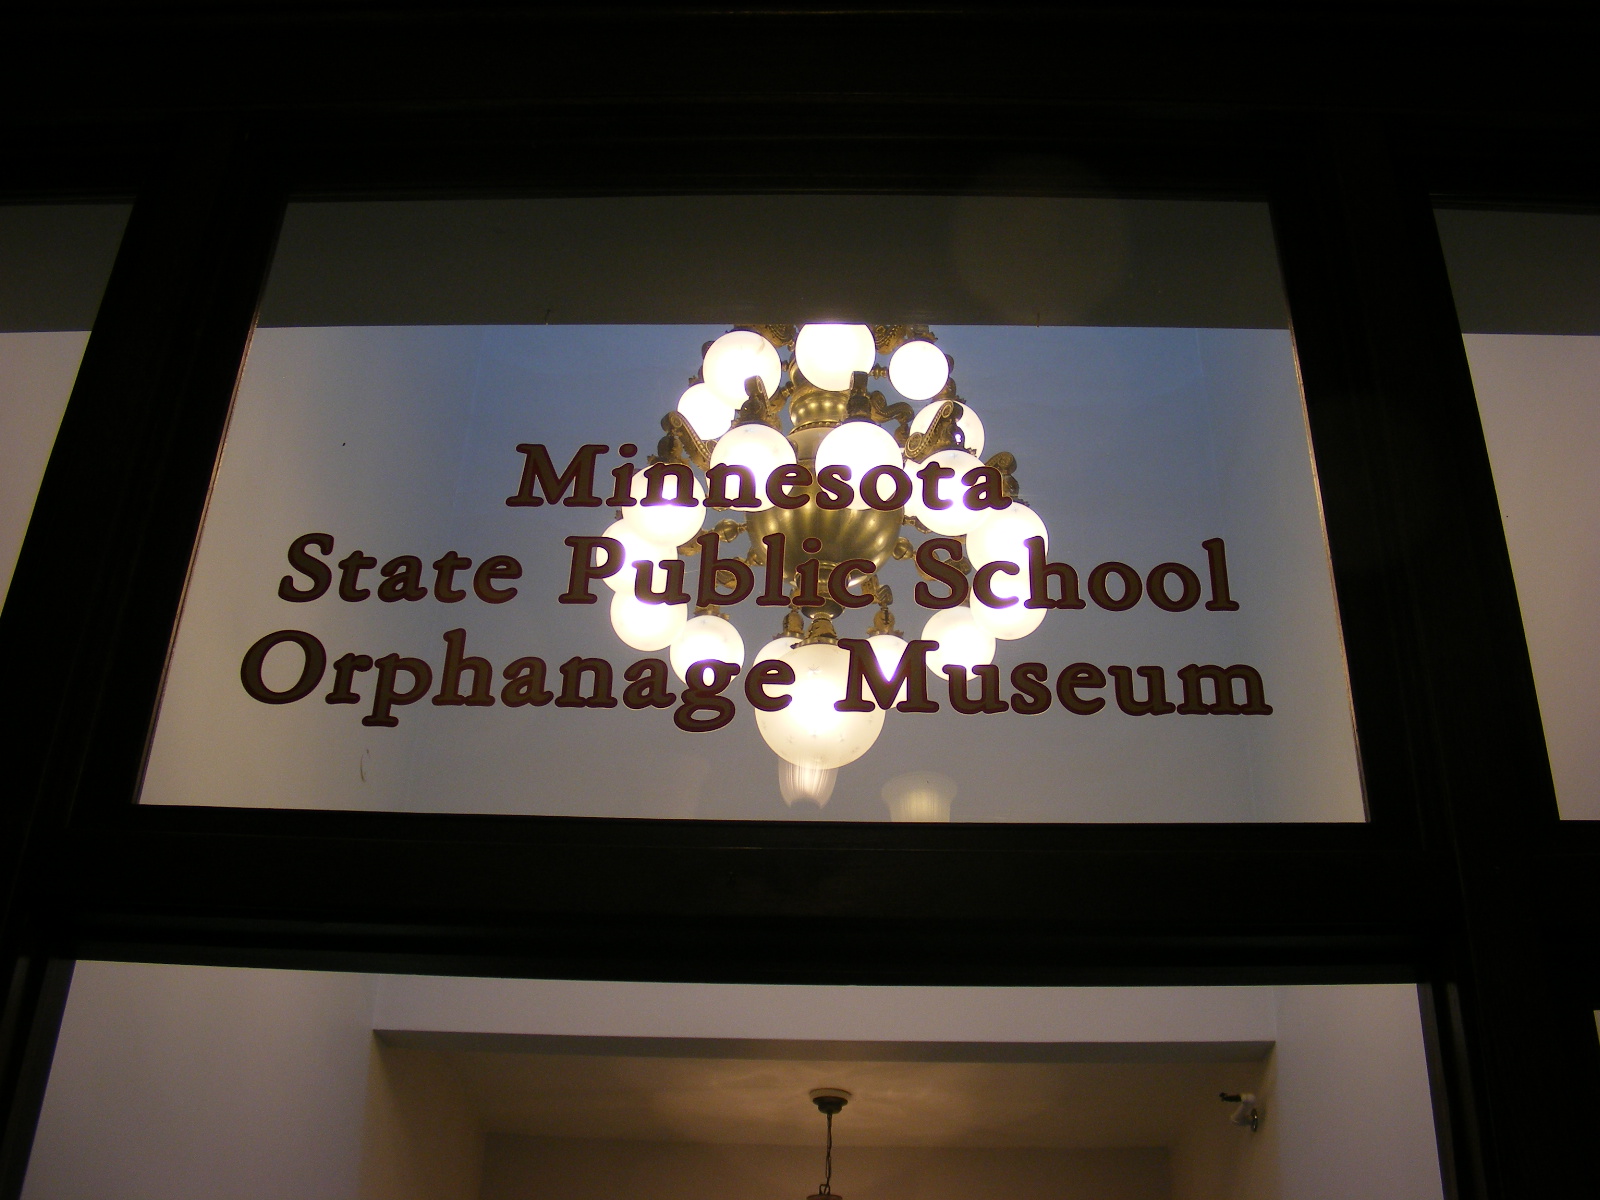 Minnesota
State Public School
Orphanage Museum